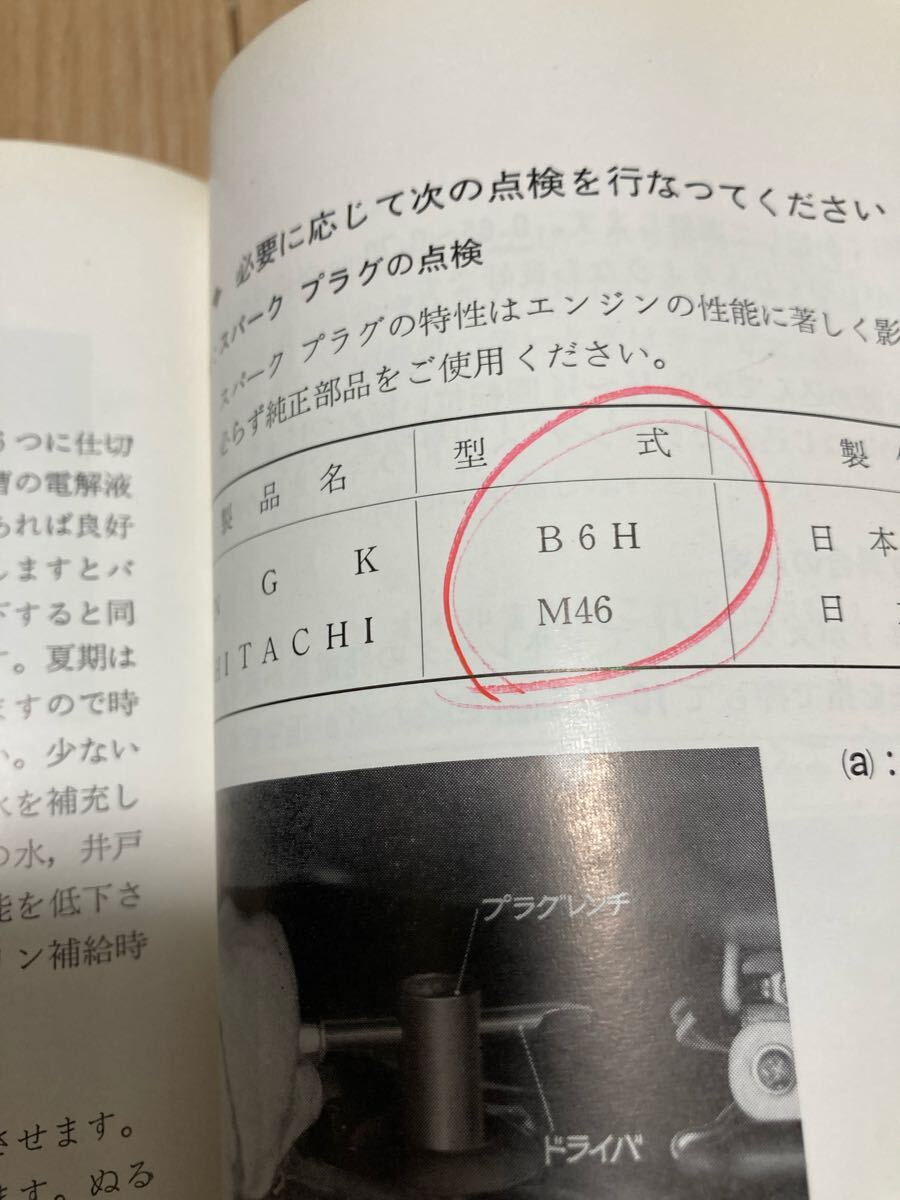 6つに仕切
槽の電解液
あれば良好
しますとバ
下すると同
す。夏期は
ますので時
い。少ない
水を補充し
の水，井戸
能を低下さ
リン補給時
させます。
ます。ぬる
必要に応じて次の点検を行なってください
スパーク プラグの点検
スパーク プラグの特性はエンジンの性能に著しく影
らず純正部品をご使用ください。
製品名 型式 製
N G K B6H 日本
HITACHI M46 日
(a):
プラグレンチ
ドライバ